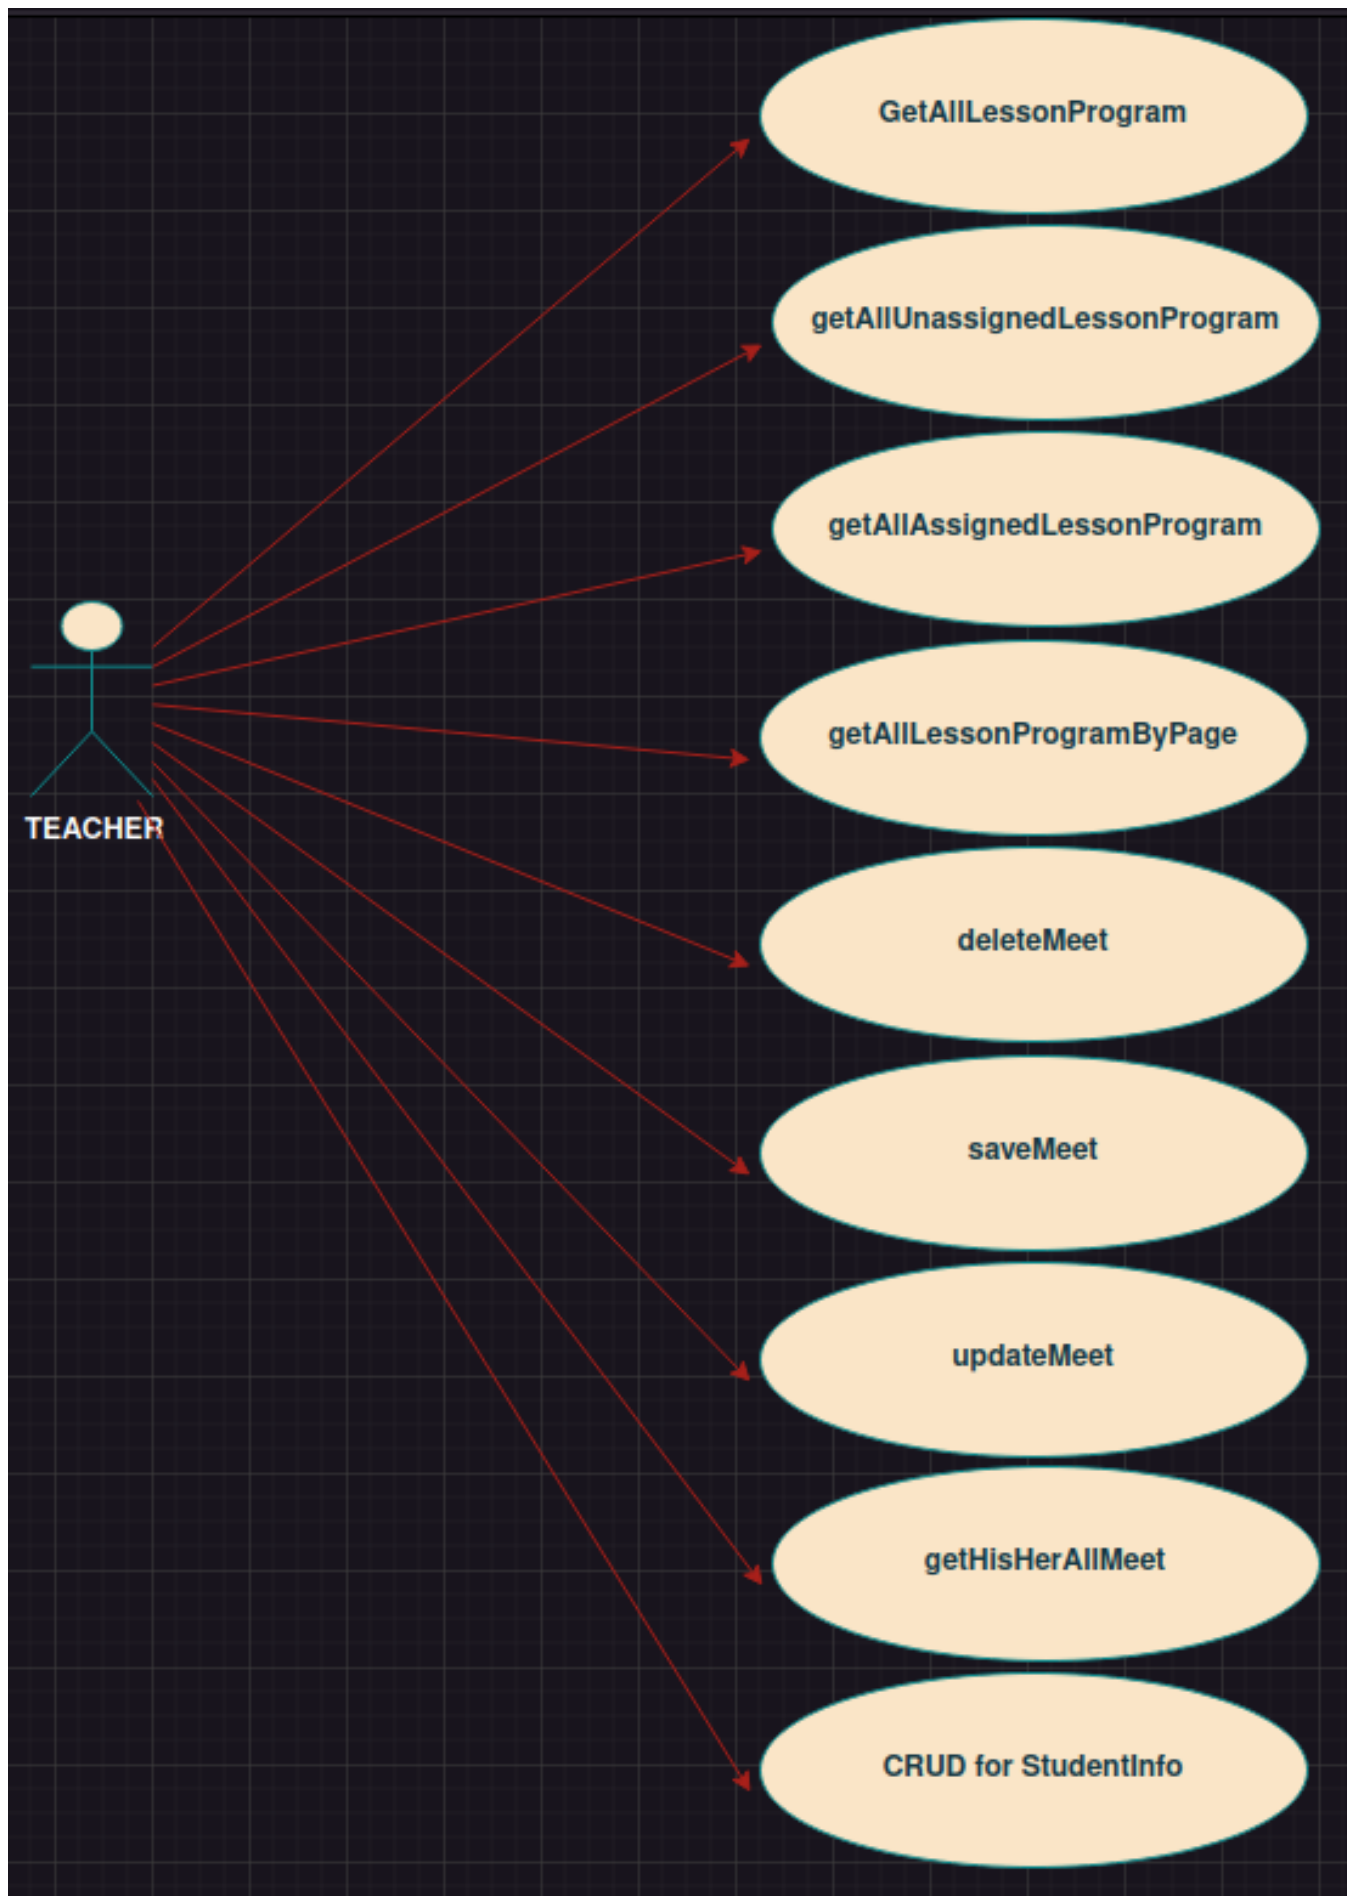 GetAllLessonProgram
getAllUnassignedLessonProgram
getAllAssignedLessonProgram
getAllLessonProgramByPage
TEACHER
deleteMeet
saveMeet
updateMeet
getHisHerAllMeet
CRUD for StudentInfo